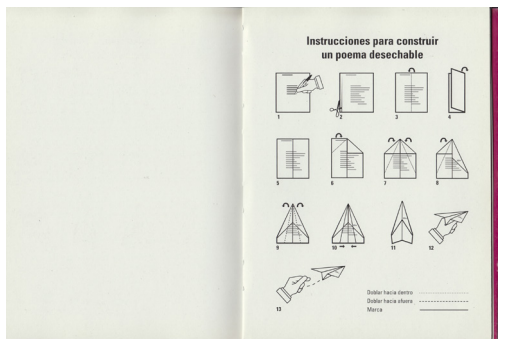 Instrucciones para construir
un poema desechable
1
2
3
4
5
6
7
8
9
10
11
12
13
Doblar hacia dentro
Doblar hacia afuera
Marca